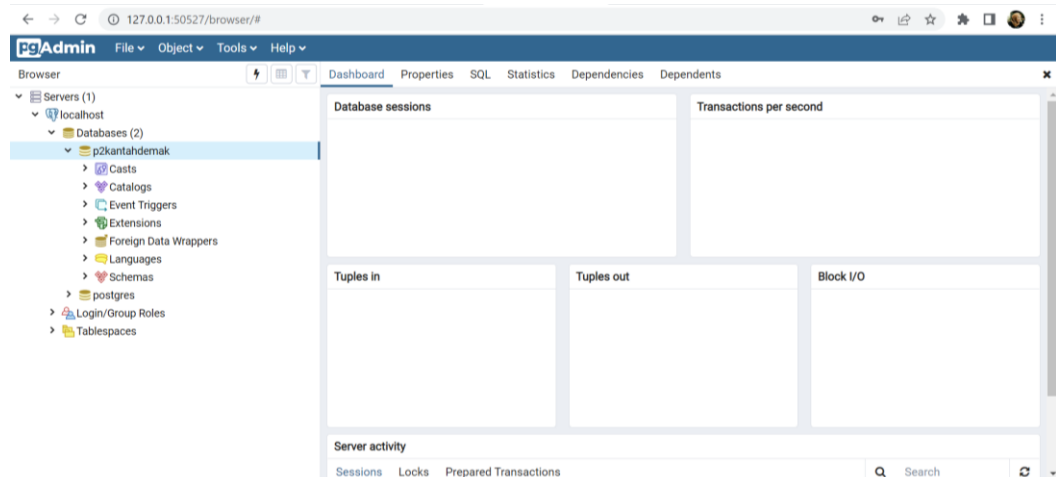 127.0.0.1:50527/browser/#
pgAdmin File Object Tools Help
Browser
Dashboard Properties SQL Statistics Dependencies Dependents
Servers (1)
localhost
Databases (2)
p2kantahdemak
Casts
Catalogs
Event Triggers
Extensions
Foreign Data Wrappers
Languages
Schemas
postgres
Login/Group Roles
Tablespaces
Database sessions
Transactions per second
Tuples in
Tuples out
Block I/O
Server activity
Sessions Locks Prepared Transactions
Search